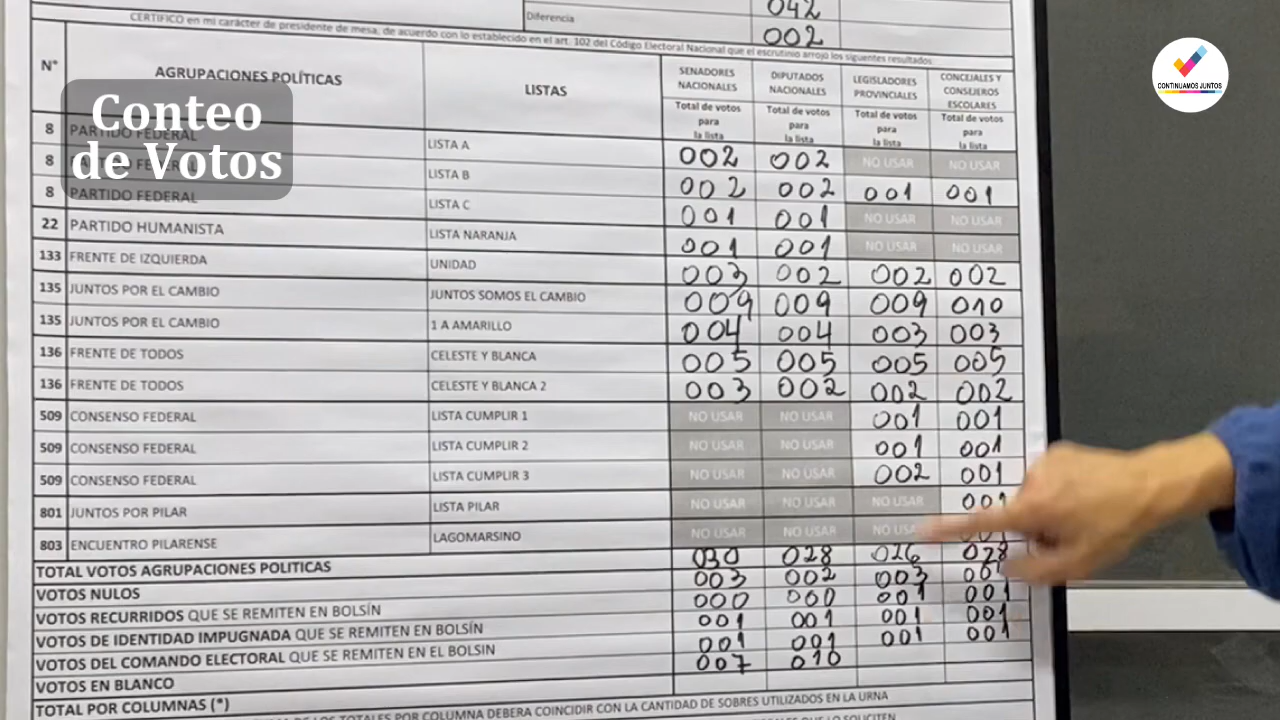 042
Diferencia 002
CERTIFICO en mi carácter de presidente de mesa, de acuerdo con lo establecido en el art. 102 del Código Electoral Nacional que el escrutinio arrojó los siguientes resultados:
N° AGRUPACIONES POLÍTICAS LISTAS SENADORES NACIONALES DIPUTADOS NACIONALES LEGISLADORES PROVINCIALES CONCEJALES Y CONSEJEROS ESCOLARES
Total de votos para la lista Total de votos para la lista Total de votos para la lista Total de votos para la lista
Conteo
de Votos
CONTINUAMOS JUNTOS
8 PARTIDO FEDERAL LISTA A 002 002 NO USAR NO USAR
8 LISTA B 002 002 001 001
8 PARTIDO FEDERAL LISTA C 001 001 NO USAR NO USAR
22 PARTIDO HUMANISTA LISTA NARANJA 001 001 NO USAR NO USAR
133 FRENTE DE IZQUIERDA UNIDAD 003 002 002 002
135 JUNTOS POR EL CAMBIO JUNTOS SOMOS EL CAMBIO 009 009 009 010
135 JUNTOS POR EL CAMBIO 1 A AMARILLO 004 004 003 003
136 FRENTE DE TODOS CELESTE Y BLANCA 005 005 005 005
136 FRENTE DE TODOS CELESTE Y BLANCA 2 003 002 002 002
509 CONSENSO FEDERAL LISTA CUMPLIR 1 NO USAR NO USAR 001 001
509 CONSENSO FEDERAL LISTA CUMPLIR 2 NO USAR NO USAR 001 001
509 CONSENSO FEDERAL LISTA CUMPLIR 3 NO USAR NO USAR 002 001
801 JUNTOS POR PILAR LISTA PILAR NO USAR NO USAR NO USAR 001
803 ENCUENTRO PILARENSE LAGOMARSINO NO USAR NO USAR NO USAR
TOTAL VOTOS AGRUPACIONES POLITICAS 030 028 026 028
VOTOS NULOS 003 002 003
VOTOS RECURRIDOS QUE SE REMITEN EN BOLSÍN 000 000 001 001
VOTOS DE IDENTIDAD IMPUGNADA QUE SE REMITEN EN BOLSÍN 001 001 001 001
VOTOS DEL COMANDO ELECTORAL QUE SE REMITEN EN EL BOLSIN 001 001 001 001
VOTOS EN BLANCO 007 010
TOTAL POR COLUMNAS (*)
DE LOS TOTALES POR COLUMNA DEBERA COINCIDIR CON LA CANTIDAD DE SOBRES UTILIZADOS EN LA URNA